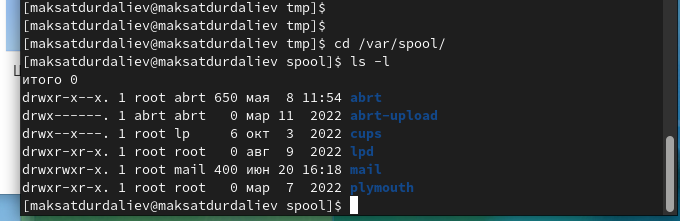 [maksatdurdaliev@maksatdurdaliev tmp]$
[maksatdurdaliev@maksatdurdaliev tmp]$
[maksatdurdaliev@maksatdurdaliev tmp]$ cd /var/spool/
[maksatdurdaliev@maksatdurdaliev spool]$ ls -l
итого 0
drwxr-x--x. 1 root abrt 650 мая  8 11:54 abrt
drwx------. 1 abrt abrt   0 мар 11  2022 abrt-upload
drwx--x---. 1 root lp     6 окт  3  2022 cups
drwxr-xr-x. 1 root root   0 авг  9  2022 lpd
drwxrwxr-x. 1 root mail 400 июн 20 16:18 mail
drwxr-xr-x. 1 root root   0 мар  7  2022 plymouth
[maksatdurdaliev@maksatdurdaliev spool]$